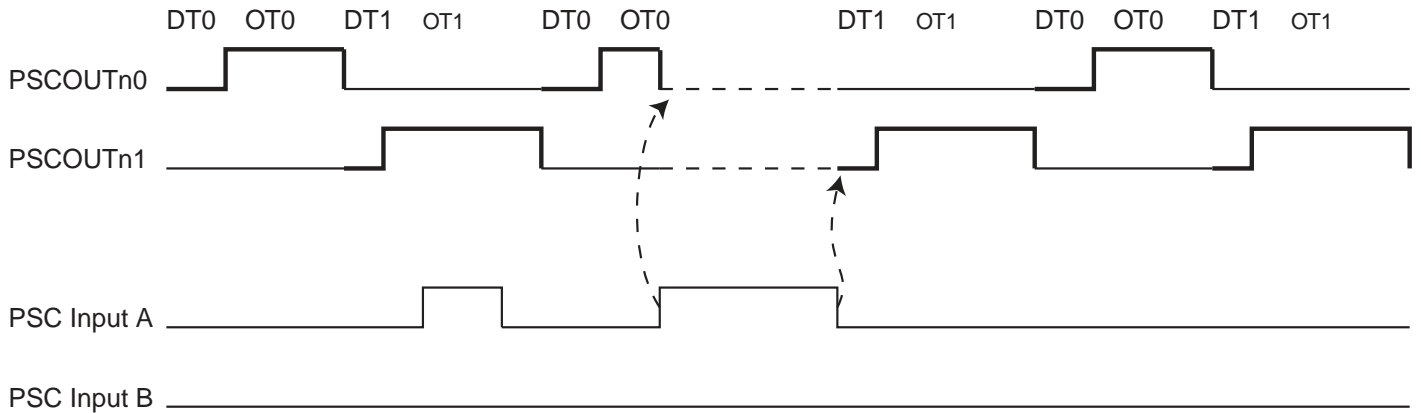 DT0 OT0 DT1 OT1 DT0 OT0 DT1 OT1 DT0 OT0 DT1 OT1
PSCOUTn0
PSCOUTn1
PSC Input A
PSC Input B